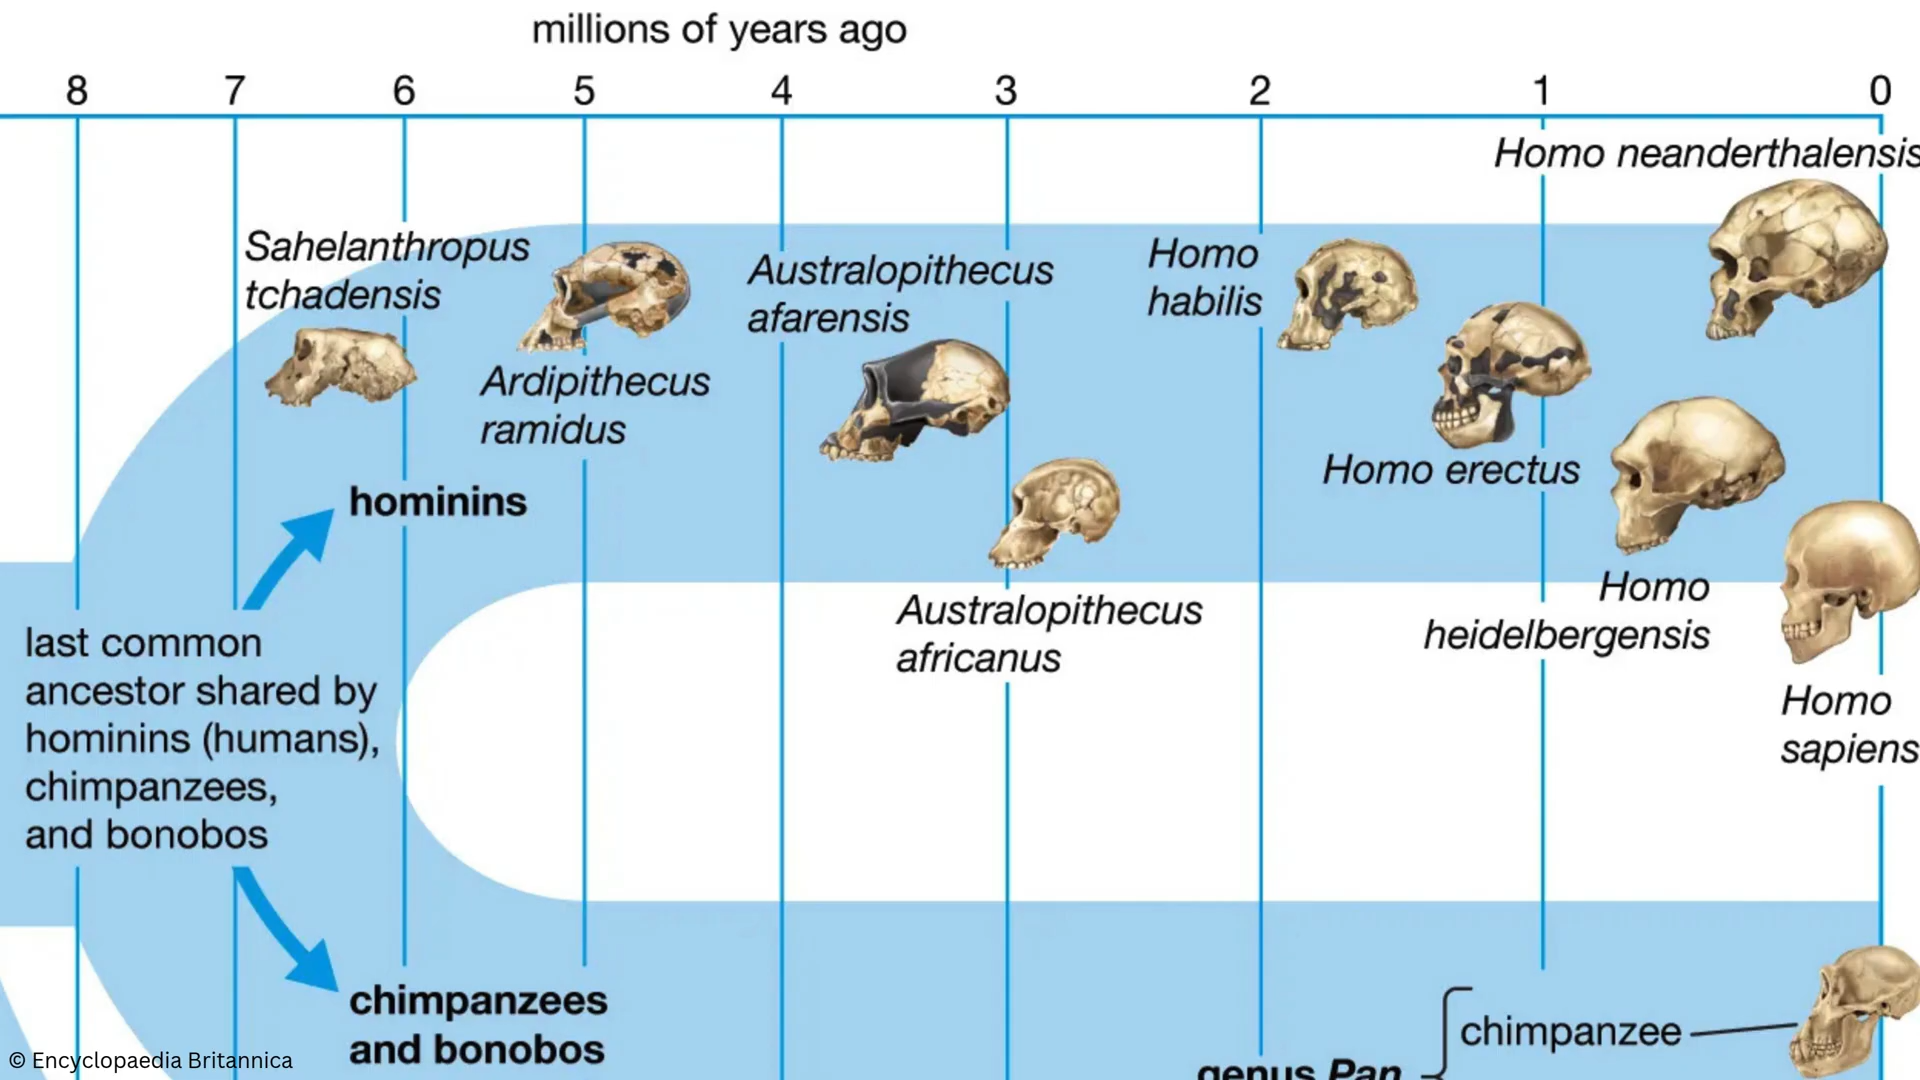 millions of years ago
8 7 6 5 4 3 2 1 0
Homo neanderthalensis
Sahelanthropus
tchadensis
Ardipithecus
ramidus
Australopithecus
afarensis
Homo
habilis
Homo erectus
hominins
Australopithecus
africanus
Homo
heidelbergensis
Homo
sapiens
last common
ancestor shared by
hominins (humans),
chimpanzees,
and bonobos
chimpanzees
and bonobos
chimpanzee
genus Pan
© Encyclopaedia Britannica